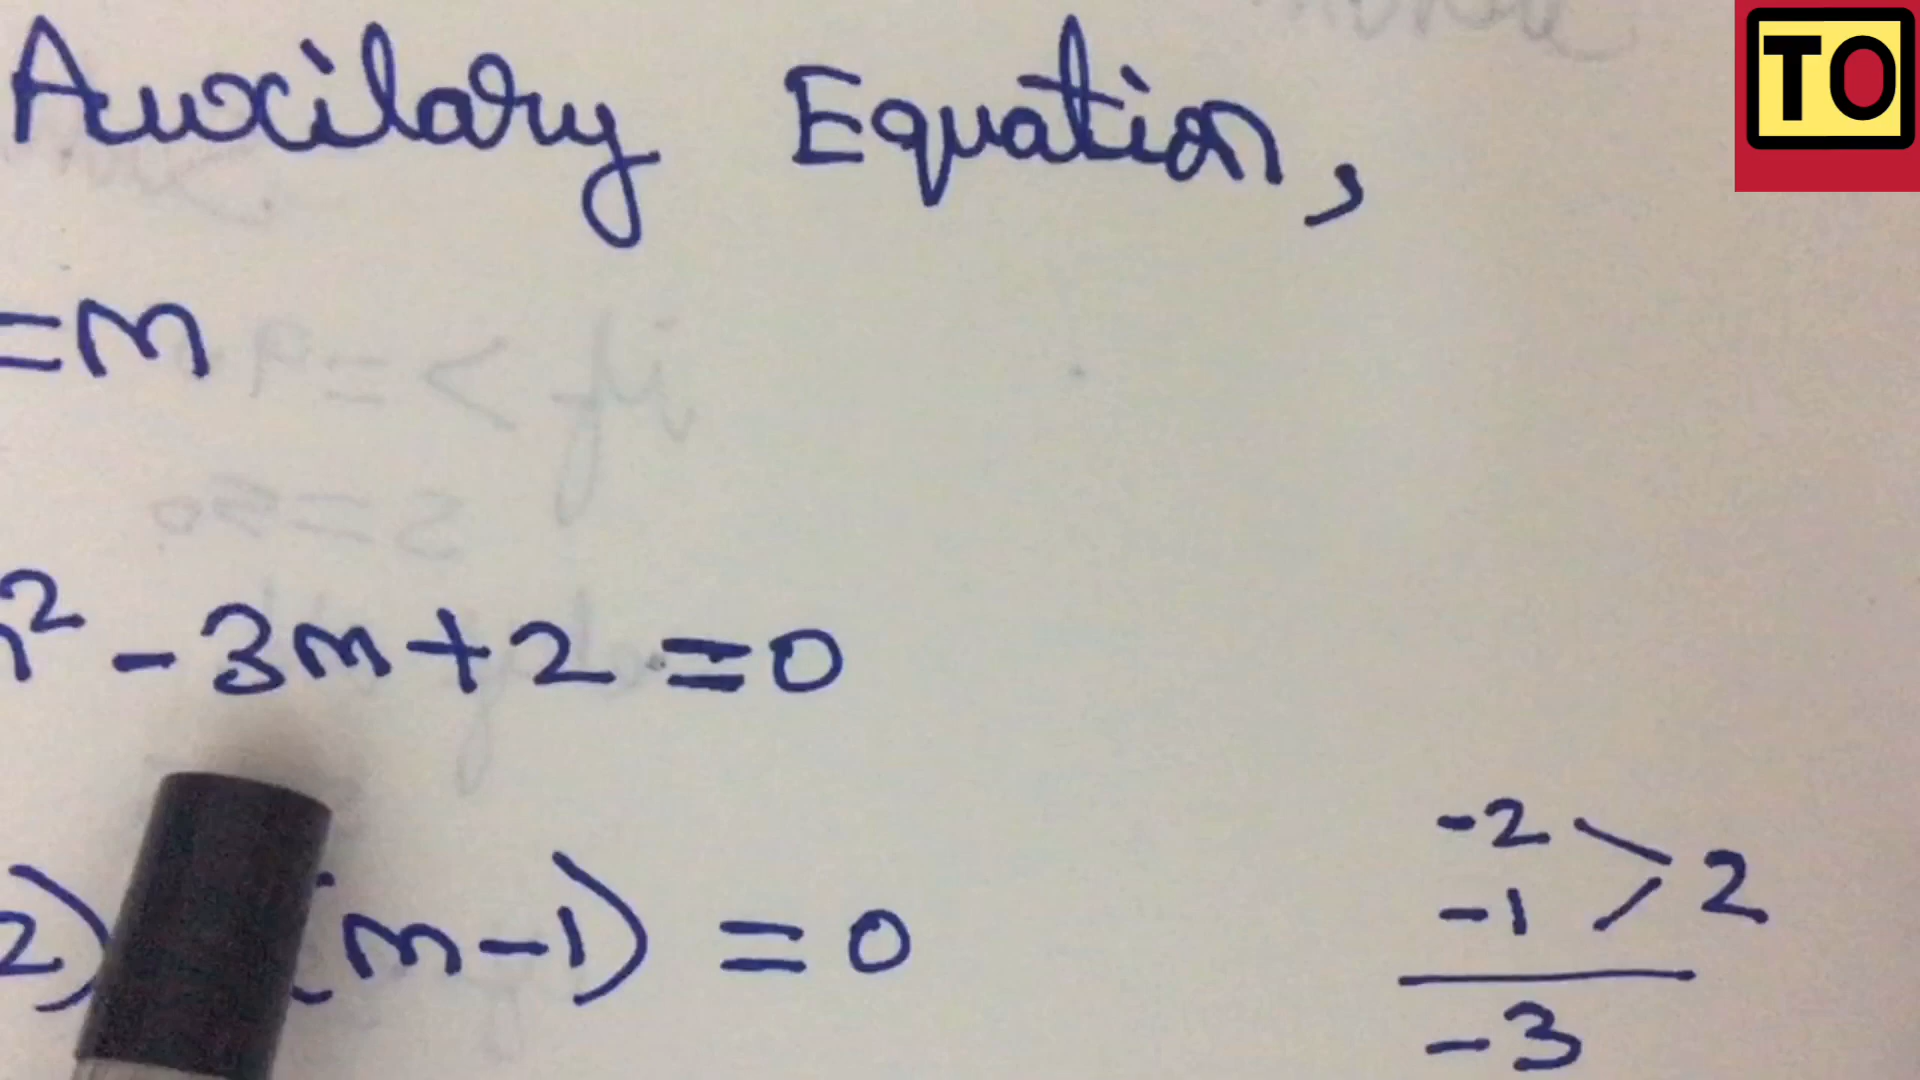 TO
Auxilary Equation,
=m
² - 3m + 2 = 0
-2
-1 > 2
2) (m-1) = 0
-3